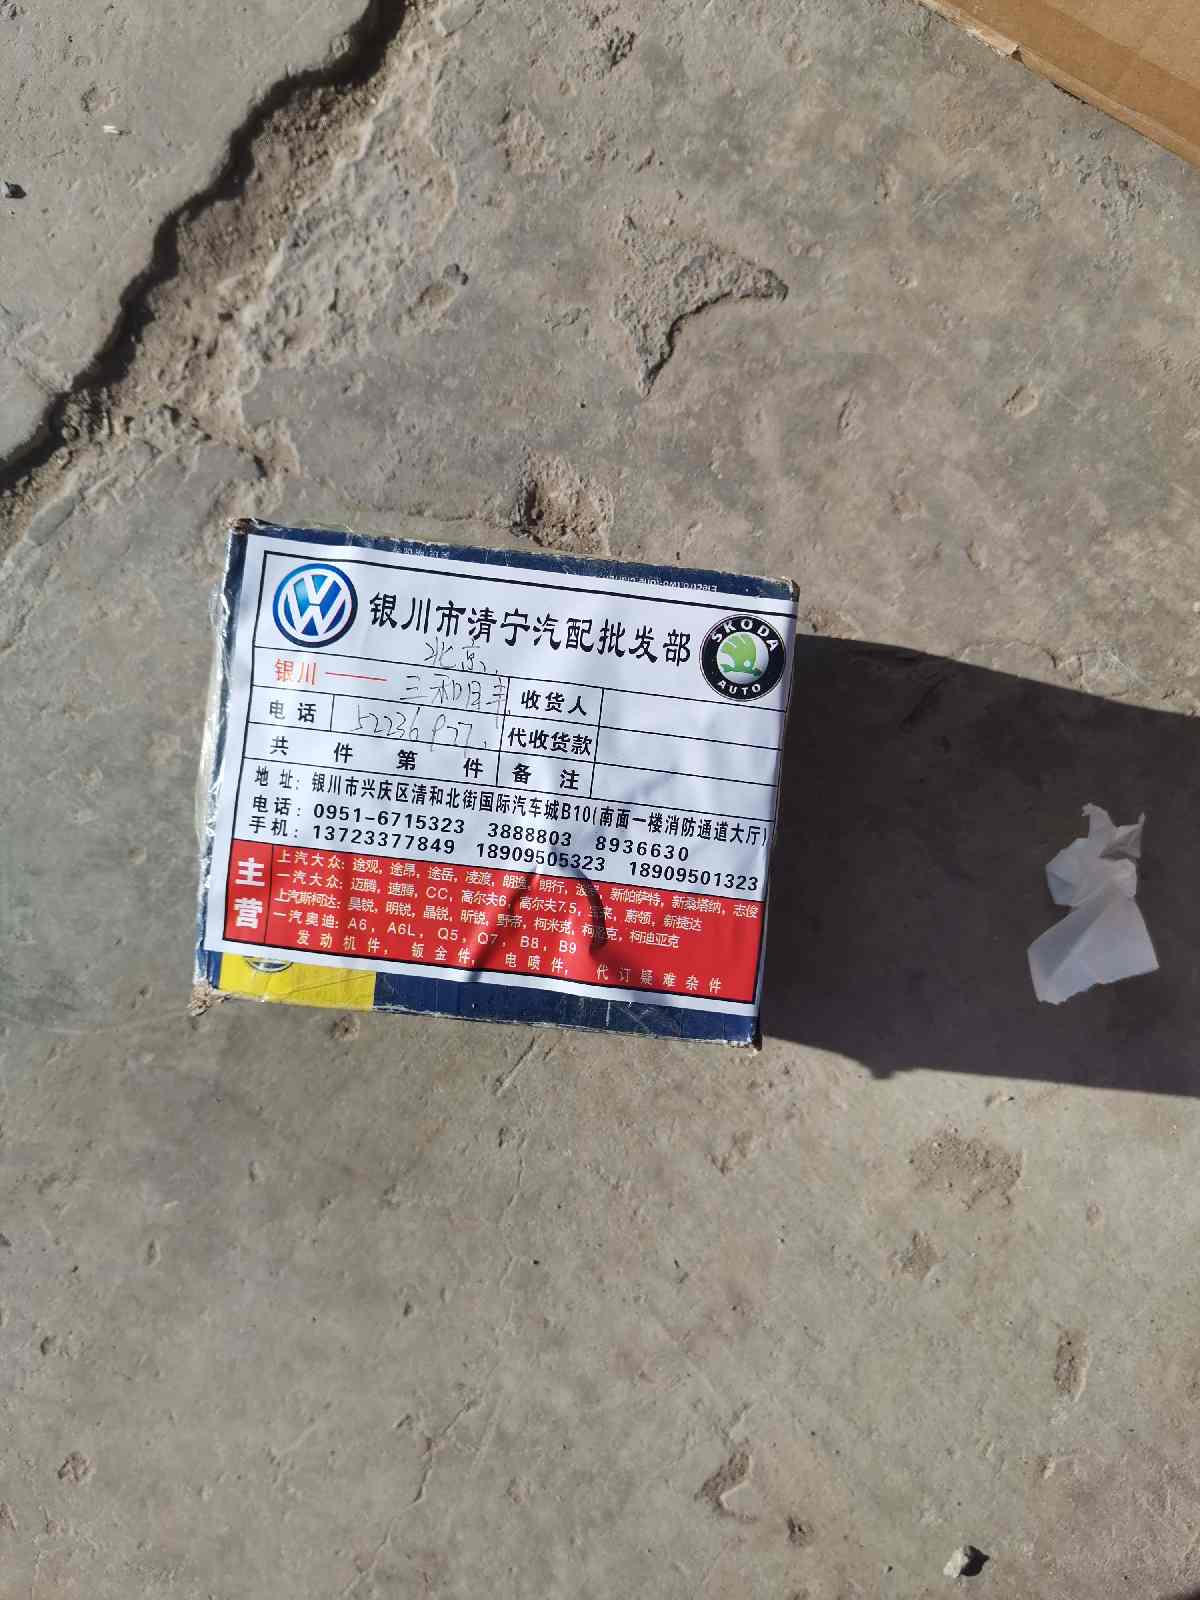 银川市清宁汽配批发部
SKODA
AUTO
北京
银川 —— 三和 收货人
电话 52236977 代收货款
共 件 第 件 备注
地址: 银川市兴庆区清和北街国际汽车城B10(南面一楼消防通道大厅)
电话: 0951-6715323 3888803 8936630
手机: 13723377849 18909505323 18909501323
主营
上汽大众: 途观, 途昂, 途岳, 凌渡, 朗逸, 朗行, 新帕萨特, 新桑塔纳, 志俊
一汽大众: 迈腾, 速腾, CC, 高尔夫6, 高尔夫7.5, 蔚领, 新捷达
上汽斯柯达: 昊锐, 明锐, 晶锐, 昕锐, 野帝, 柯米克, 柯珞克, 柯迪亚克
一汽奥迪: A6, A6L, Q5, Q7, B8, B9
发动机件, 钣金件, 电喷件, 代订疑难杂件